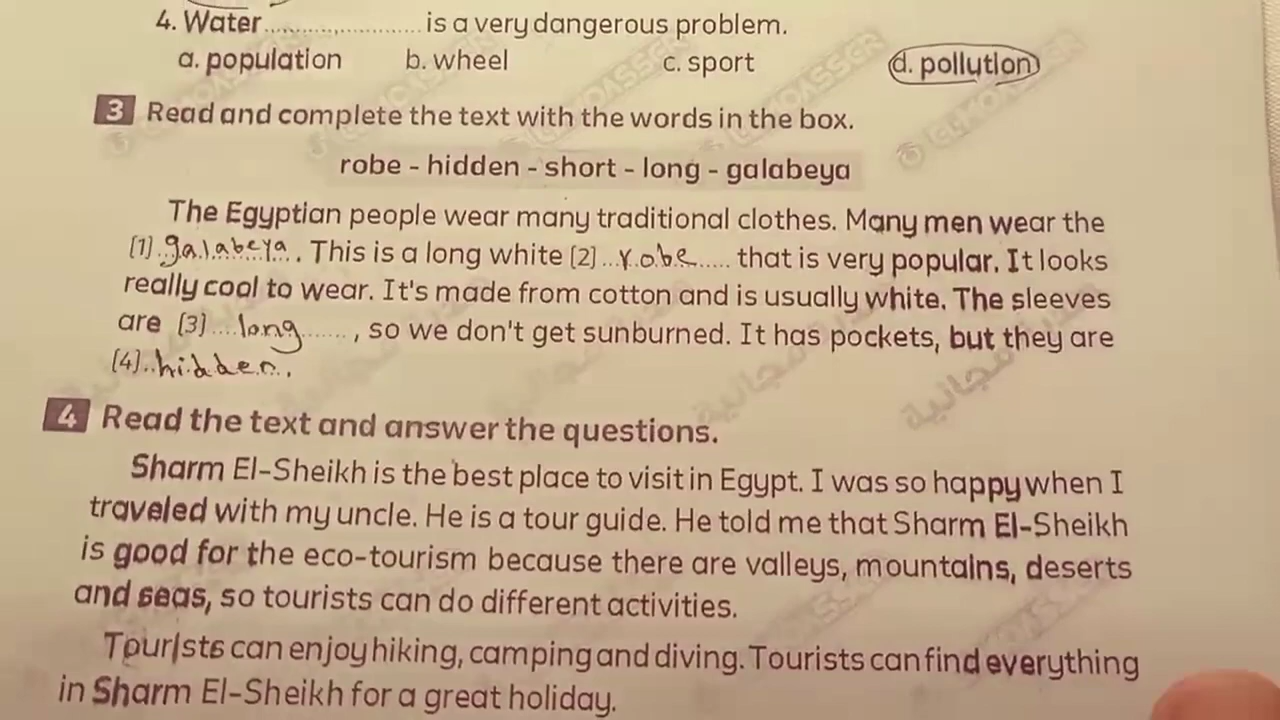 4. Water ........................ is a very dangerous problem.
a. population b. wheel c. sport d. pollution
3 Read and complete the text with the words in the box.
robe - hidden - short - long - galabeya
The Egyptian people wear many traditional clothes. Many men wear the
(1) galabeya. This is a long white (2) robe that is very popular. It looks
really cool to wear. It's made from cotton and is usually white. The sleeves
are (3) long, so we don't get sunburned. It has pockets, but they are
(4) hidden.
4 Read the text and answer the questions.
Sharm El-Sheikh is the best place to visit in Egypt. I was so happy when I
traveled with my uncle. He is a tour guide. He told me that Sharm El-Sheikh
is good for the eco-tourism because there are valleys, mountains, deserts
and seas, so tourists can do different activities.
Tourists can enjoy hiking, camping and diving. Tourists can find everything
in Sharm El-Sheikh for a great holiday.